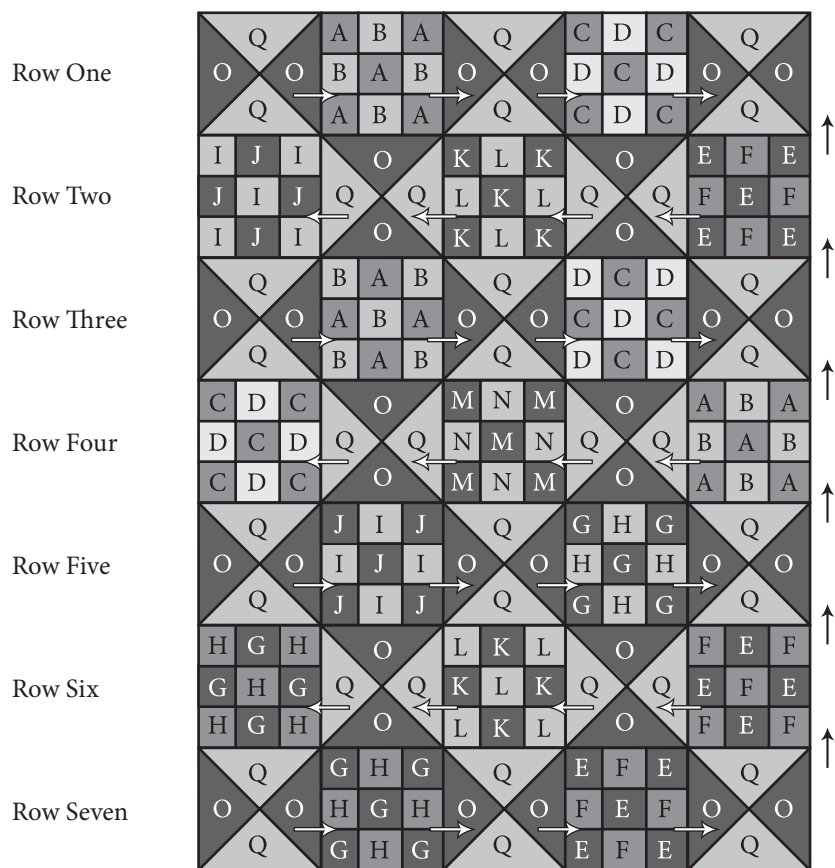 Q A B A Q C D C Q
Row One O O B A B O O D C D O O
Q A B A Q C D C Q
I J I O K L K O E F E
Row Two J I J Q Q L K L Q Q F E F
I J I O K L K O E F E
Q B A B Q D C D Q
Row Three O O A B A O O C D C O O
Q B A B Q D C D Q
C D C O M N M O A B A
Row Four D C D Q Q N M N Q Q B A B
C D C O M N M O A B A
Q J I J Q G H G Q
Row Five O O I J I O O H G H O O
Q J I J Q G H G Q
H G H O L K L O F E F
Row Six G H G Q Q K L K Q Q E F E
H G H O L K L O F E F
Q G H G Q E F E Q
Row Seven O O H G H O O F E F O O
Q G H G Q E F E Q